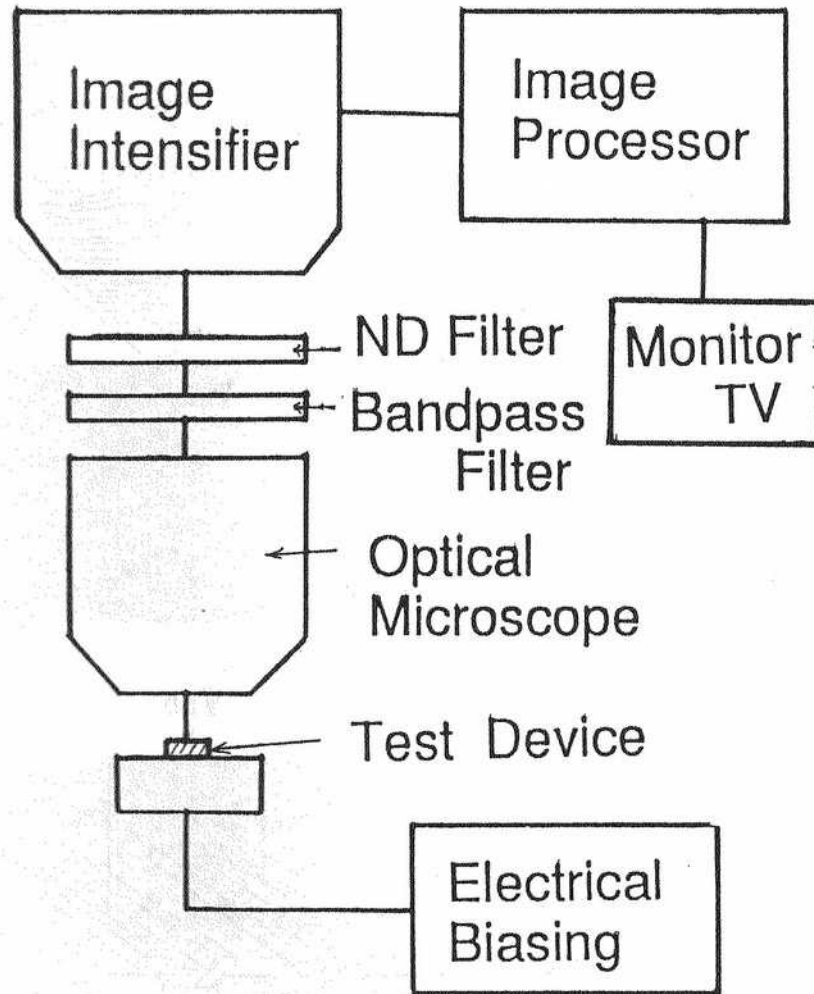 Image
Intensifier
Image
Processor
ND Filter
Monitor
TV
Bandpass
Filter
Optical
Microscope
Test Device
Electrical
Biasing